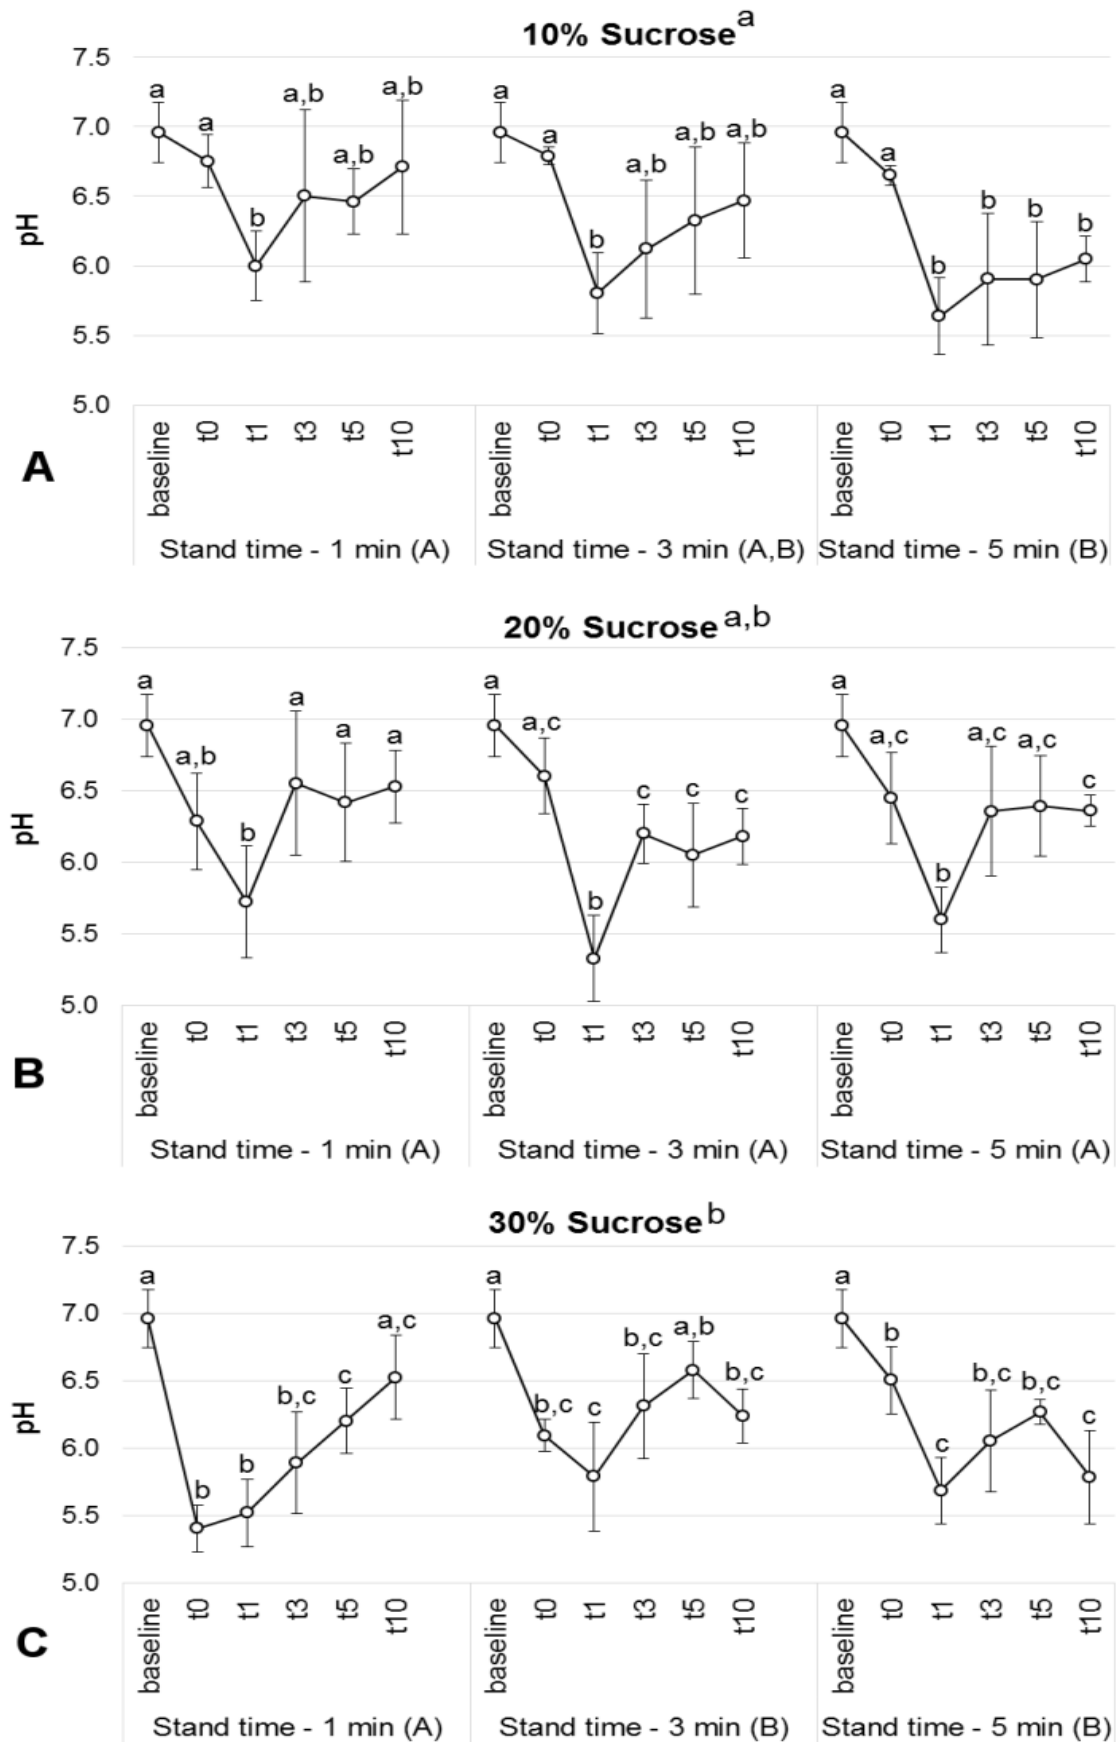 10% Sucrose a
7.5
a
a
a,b
a,b
a
a
a,b
a,b
a
a
7.0
b
a,b
b
a,b
b
b
b
b
6.5
pH
6.0
5.5
5.0
baseline t0 t1 t3 t5 t10 baseline t0 t1 t3 t5 t10 baseline t0 t1 t3 t5 t10
A
Stand time - 1 min (A) Stand time - 3 min (A,B) Stand time - 5 min (B)
20% Sucrose a,b
7.5
a
a,b
b
a
a
a
a
a,c
b
c
c
c
a
a,c
b
a,c
a,c
c
7.0
6.5
pH
6.0
5.5
5.0
baseline t0 t1 t3 t5 t10 baseline t0 t1 t3 t5 t10 baseline t0 t1 t3 t5 t10
B
Stand time - 1 min (A) Stand time - 3 min (A) Stand time - 5 min (A)
30% Sucrose b
7.5
a
b
b
b,c
c
a,c
a
b,c
c
b,c
a,b
b,c
a
b
c
b,c
b,c
c
7.0
6.5
pH
6.0
5.5
5.0
baseline t0 t1 t3 t5 t10 baseline t0 t1 t3 t5 t10 baseline t0 t1 t3 t5 t10
C
Stand time - 1 min (A) Stand time - 3 min (B) Stand time - 5 min (B)